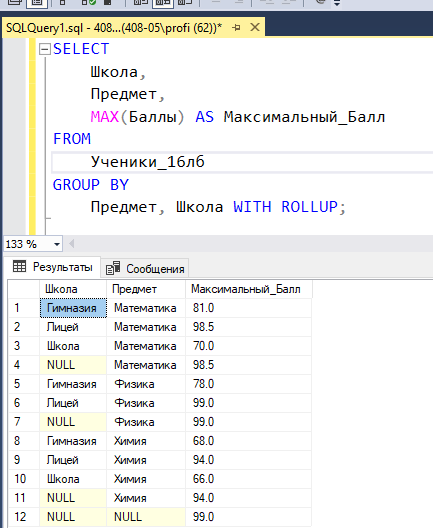 SQLQuery1.sql - 408...(408-05\profi (62))*
SELECT
Школа,
Предмет,
MAX(Баллы) AS Максимальный_Балл
FROM
Ученики_16лб
GROUP BY
Предмет, Школа WITH ROLLUP;
133 %
Результаты Сообщения
Школа Предмет Максимальный_Балл
1 Гимназия Математика 81.0
2 Лицей Математика 98.5
3 Школа Математика 70.0
4 NULL Математика 98.5
5 Гимназия Физика 78.0
6 Лицей Физика 99.0
7 NULL Физика 99.0
8 Гимназия Химия 68.0
9 Лицей Химия 94.0
10 Школа Химия 66.0
11 NULL Химия 94.0
12 NULL NULL 99.0